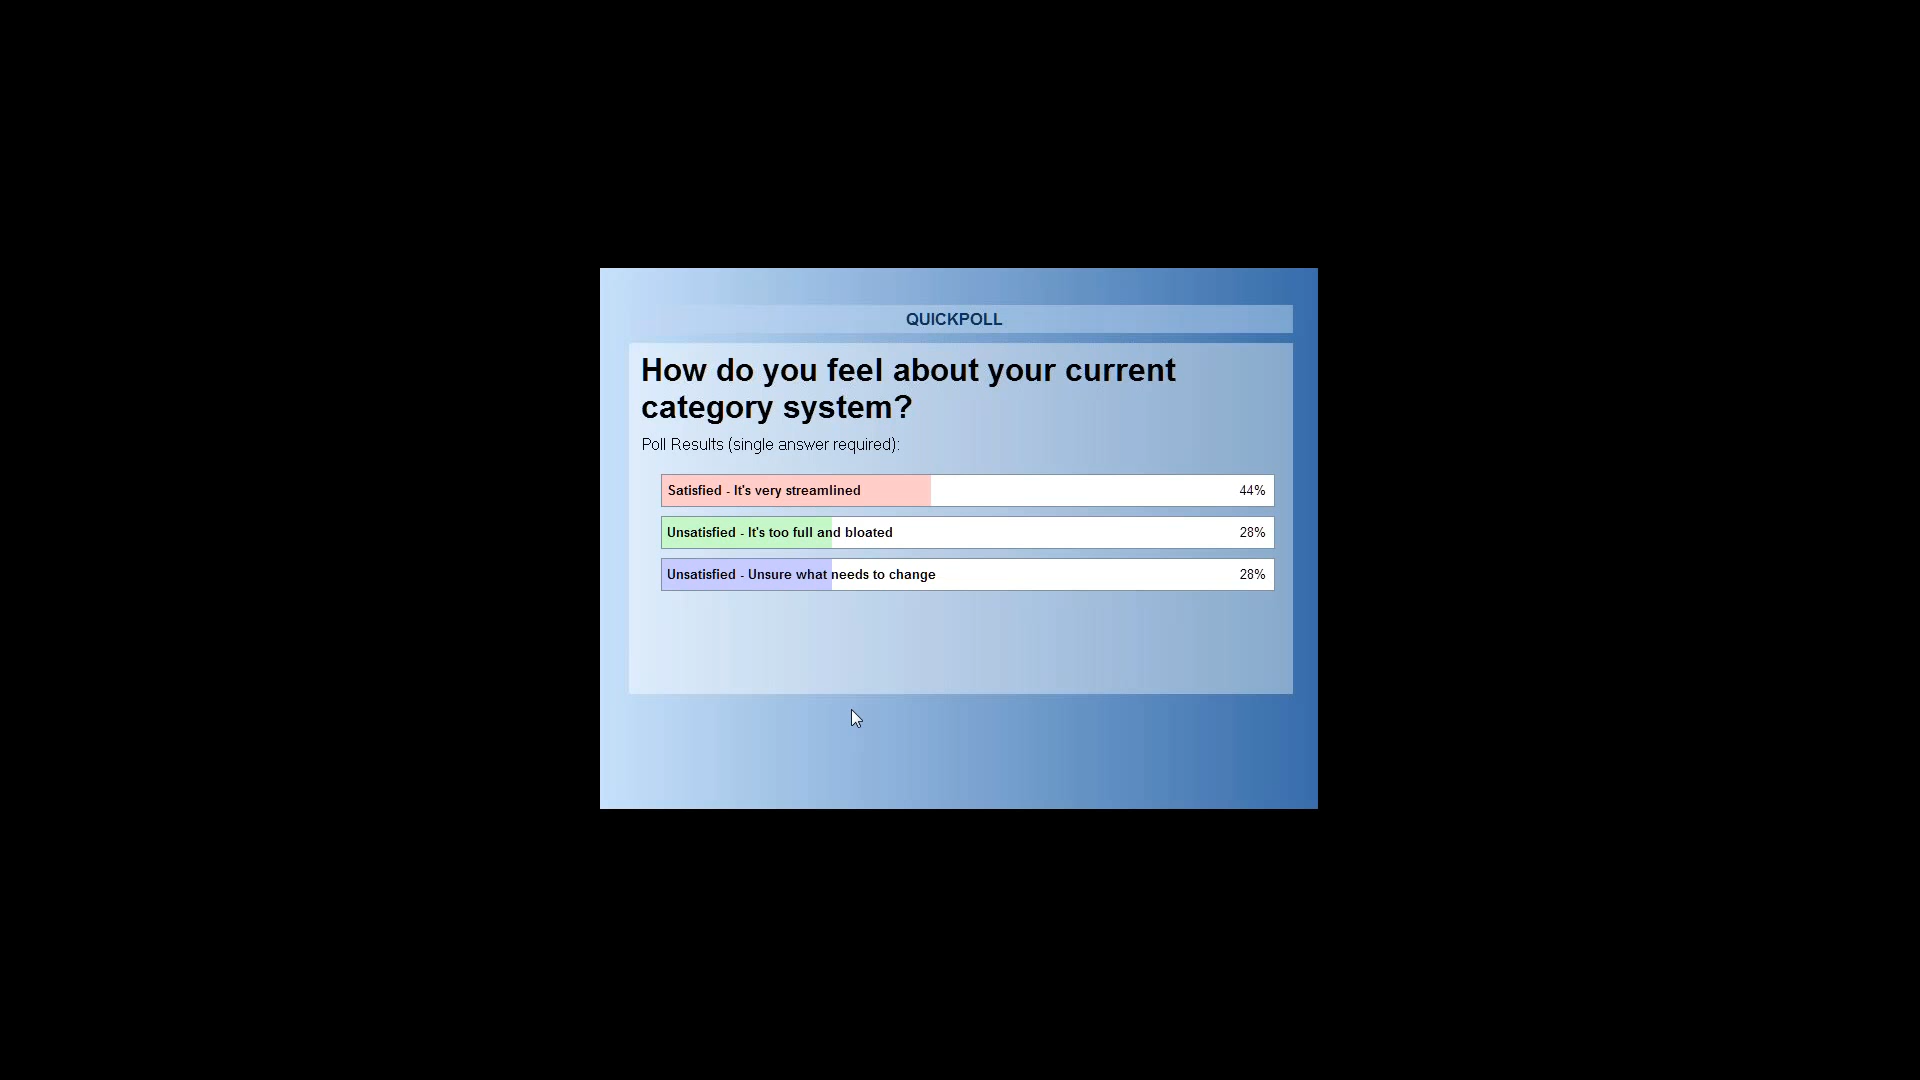 QUICKPOLL
How do you feel about your current
category system?
Poll Results (single answer required):
Satisfied - It's very streamlined 44%
Unsatisfied - It's too full and bloated 28%
Unsatisfied - Unsure what needs to change 28%